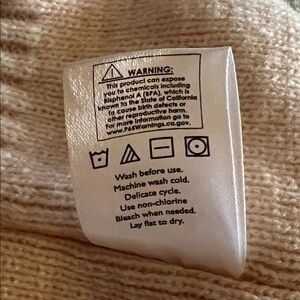 WARNING:
This product can expose
you to chemicals including
Bisphenol A (BPA), which is
known to the State of California
to cause birth defects or
other reproductive harm.
For more information go to
www.P65Warnings.ca.gov.
Wash before use.
Machine wash cold.
Delicate cycle.
Use non-chlorine
Bleach when needed.
Lay flat to dry.